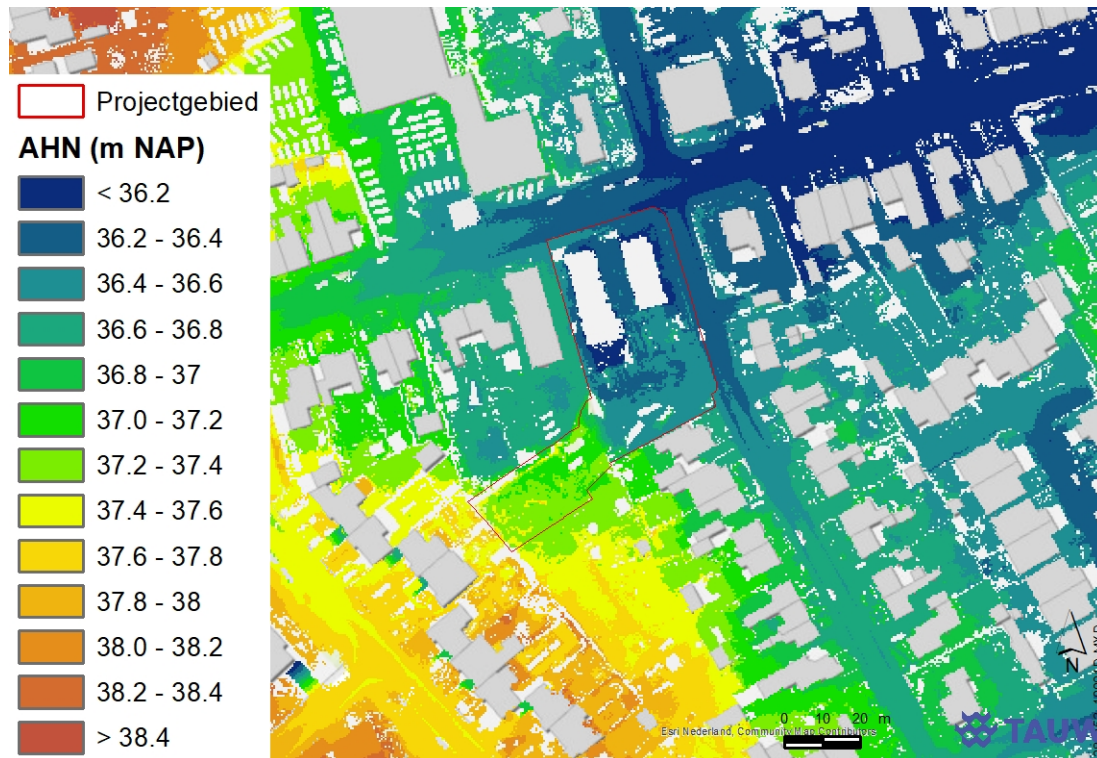 Projectgebied
AHN (m NAP)
< 36.2
36.2 - 36.4
36.4 - 36.6
36.6 - 36.8
36.8 - 37
37.0 - 37.2
37.2 - 37.4
37.4 - 37.6
37.6 - 37.8
37.8 - 38
38.0 - 38.2
38.2 - 38.4
> 38.4
N
0 10 20 m
Esri Nederland, Community Map Contributors
TAUW